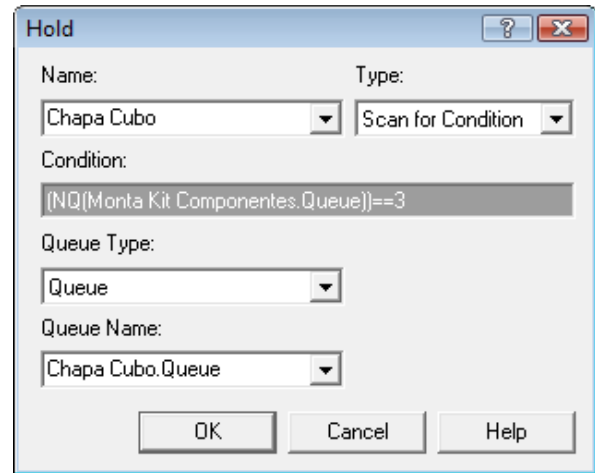 Hold
Name: Type:
Chapa Cubo Scan for Condition
Condition:
(NQ(Monta Kit Componentes.Queue))==3
Queue Type:
Queue
Queue Name:
Chapa Cubo.Queue
OK Cancel Help